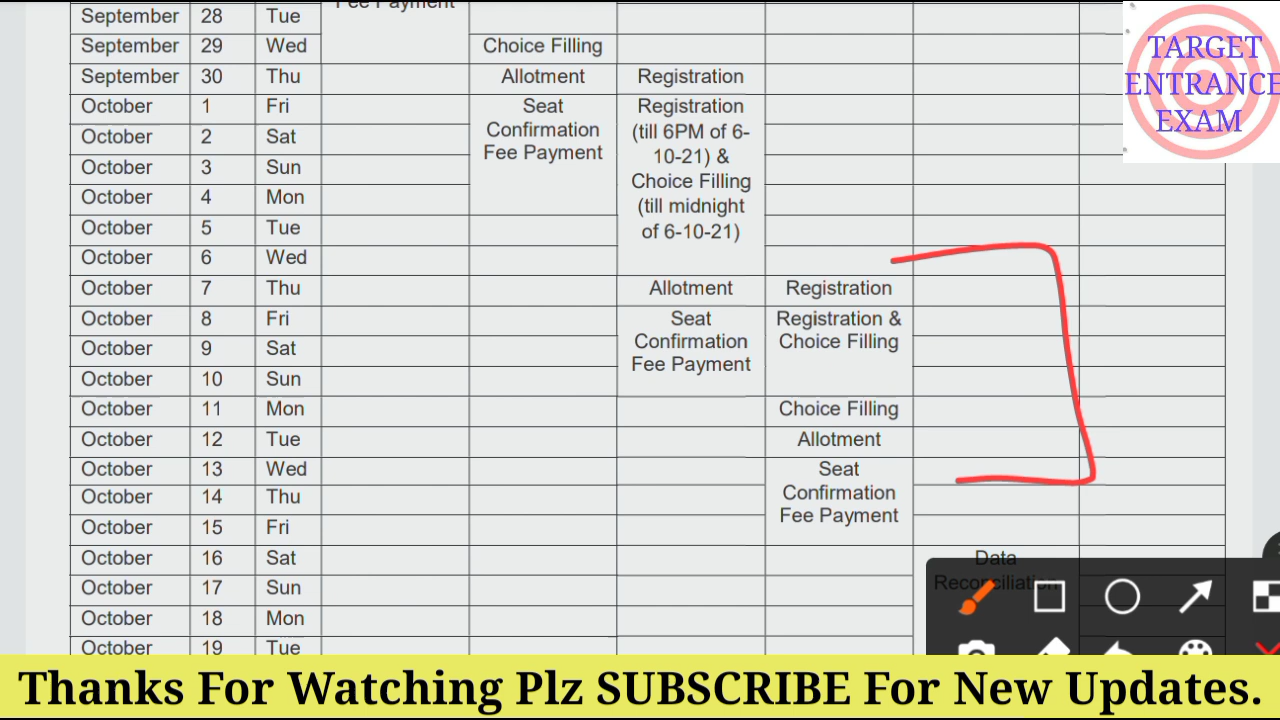 Fee Payment
September 28 Tue
September 29 Wed Choice Filling
September 30 Thu Allotment Registration
October 1 Fri Seat Registration
Confirmation (till 6PM of 6-
October 2 Sat
Fee Payment 10-21) &
October 3 Sun
Choice Filling
October 4 Mon (till midnight
October 5 Tue of 6-10-21)
October 6 Wed
October 7 Thu Allotment Registration
October 8 Fri Seat Registration &
Confirmation Choice Filling
October 9 Sat
Fee Payment
October 10 Sun
October 11 Mon Choice Filling
October 12 Tue Allotment
October 13 Wed Seat
October 14 Thu Confirmation
Fee Payment
October 15 Fri
October 16 Sat Data
Reconciliation
October 17 Sun
October 18 Mon
October 19 Tue
TARGET
ENTRANCE
EXAM
Thanks For Watching Plz SUBSCRIBE For New Updates.